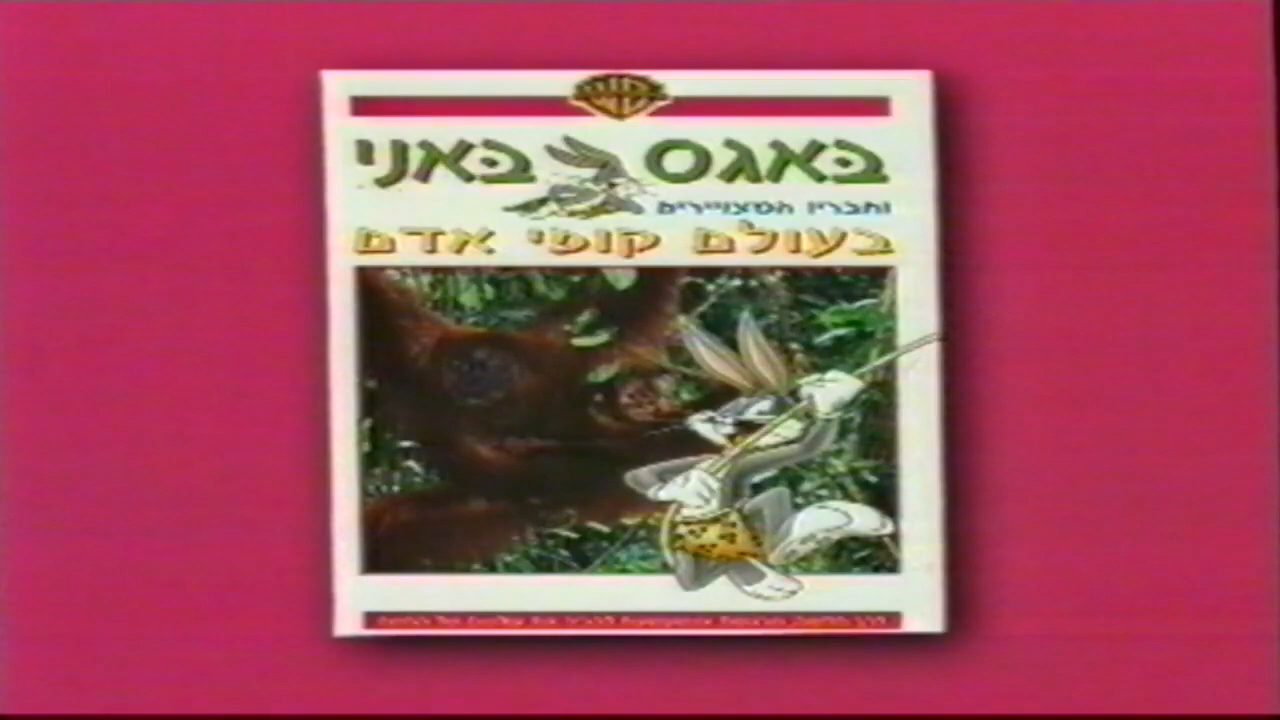 באגס באני
וחבריו המצויירים
בעולם קופי אדם